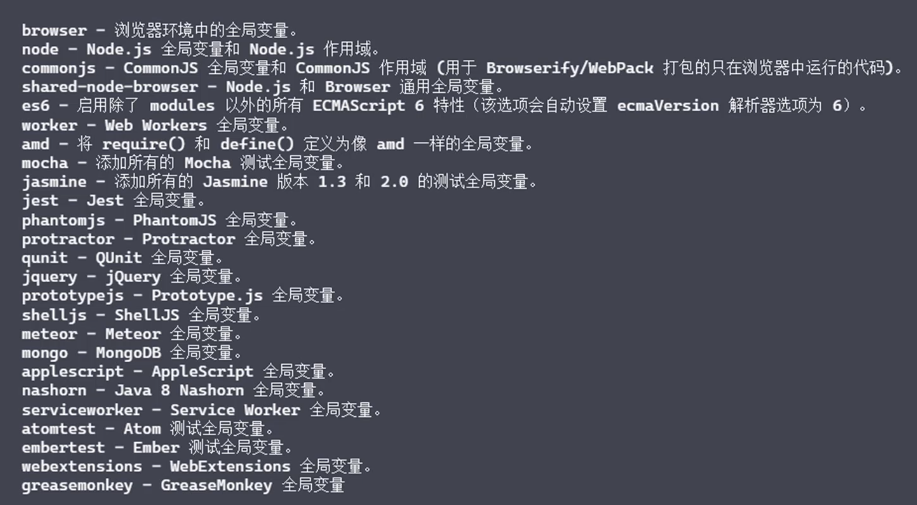 browser - 浏览器环境中的全局变量。
node - Node.js 全局变量和 Node.js 作用域。
commonjs - CommonJS 全局变量和 CommonJS 作用域 (用于 Browserify/WebPack 打包的只在浏览器中运行的代码)。
shared-node-browser - Node.js 和 Browser 通用全局变量。
es6 - 启用除了 modules 以外的所有 ECMAScript 6 特性（该选项会自动设置 ecmaVersion 解析器选项为 6）。
worker - Web Workers 全局变量。
amd - 将 require() 和 define() 定义为像 amd 一样的全局变量。
mocha - 添加所有的 Mocha 测试全局变量。
jasmine - 添加所有的 Jasmine 版本 1.3 和 2.0 的测试全局变量。
jest - Jest 全局变量。
phantomjs - PhantomJS 全局变量。
protractor - Protractor 全局变量。
qunit - QUnit 全局变量。
jquery - jQuery 全局变量。
prototypejs - Prototype.js 全局变量。
shelljs - ShellJS 全局变量。
meteor - Meteor 全局变量。
mongo - MongoDB 全局变量。
applescript - AppleScript 全局变量。
nashorn - Java 8 Nashorn 全局变量。
serviceworker - Service Worker 全局变量。
atomtest - Atom 测试全局变量。
embertest - Ember 测试全局变量。
webextensions - WebExtensions 全局变量。
greasemonkey - GreaseMonkey 全局变量